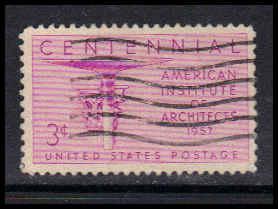 CENTENNIAL
AMERICAN
INSTITUTE
OF
ARCHITECTS
1957
3¢
UNITED STATES POSTAGE